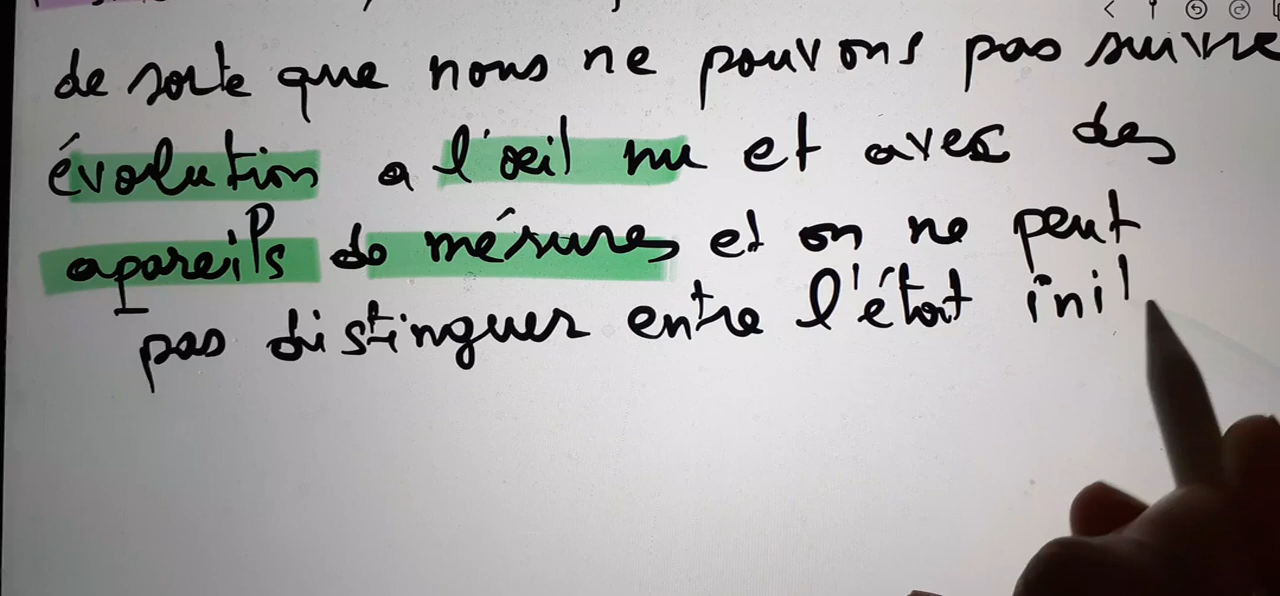 de sorte que nous ne pouvons pas suivre
évolution a l'œil nu et avec des
apareils de mésures et on ne peut
pas distinguer entre l'état ini